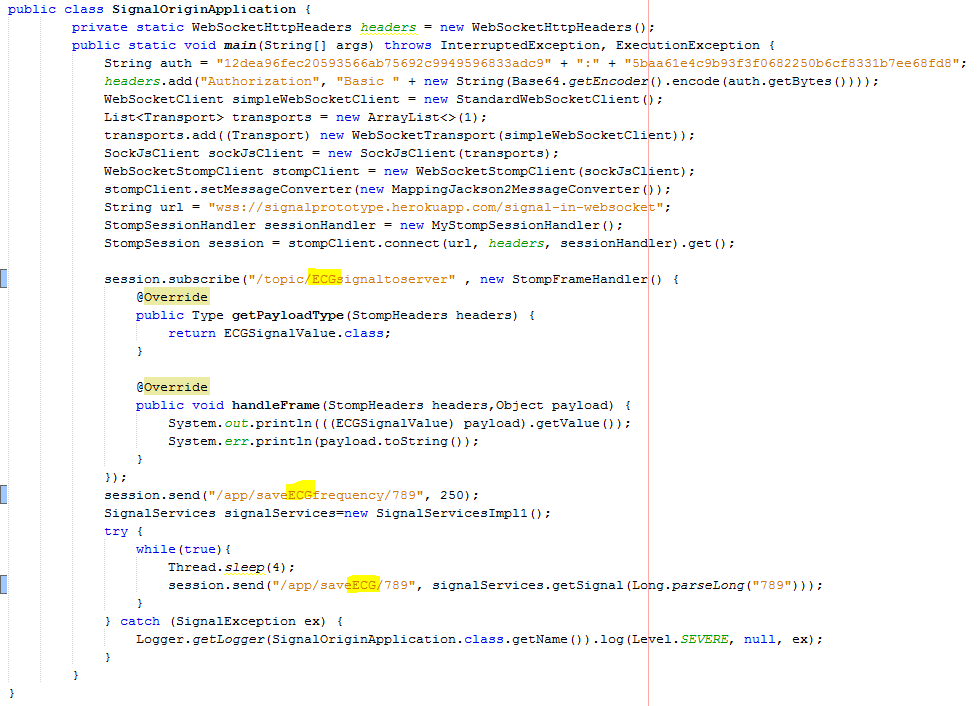 public class SignalOriginApplication {
private static WebSocketHttpHeaders headers = new WebSocketHttpHeaders();
public static void main(String[] args) throws InterruptedException, ExecutionException {
String auth = "12dea96fec20593566ab75692c9949596833adc9" + ":" + "5baa61e4c9b93f3f0682250b6cf8331b7ee68fd8";
headers.add("Authorization", "Basic " + new String(Base64.getEncoder().encode(auth.getBytes())));
WebSocketClient simpleWebSocketClient = new StandardWebSocketClient();
List<Transport> transports = new ArrayList<>(1);
transports.add((Transport) new WebSocketTransport(simpleWebSocketClient));
SockJsClient sockJsClient = new SockJsClient(transports);
WebSocketStompClient stompClient = new WebSocketStompClient(sockJsClient);
stompClient.setMessageConverter(new MappingJackson2MessageConverter());
String url = "wss://signalprototype.herokuapp.com/signal-in-websocket";
StompSessionHandler sessionHandler = new MyStompSessionHandler();
StompSession session = stompClient.connect(url, headers, sessionHandler).get();
session.subscribe("/topic/ECGsignaltoserver" , new StompFrameHandler() {
@Override
public Type getPayloadType(StompHeaders headers) {
return ECGSignalValue.class;
}
@Override
public void handleFrame(StompHeaders headers,Object payload) {
System.out.println(((ECGSignalValue) payload).getValue());
System.err.println(payload.toString());
}
});
session.send("/app/saveECGfrequency/789", 250);
SignalServices signalServices=new SignalServicesImpl1();
try {
while(true){
Thread.sleep(4);
session.send("/app/saveECG/789", signalServices.getSignal(Long.parseLong("789")));
}
} catch (SignalException ex) {
Logger.getLogger(SignalOriginApplication.class.getName()).log(Level.SEVERE, null, ex);
}
}
}